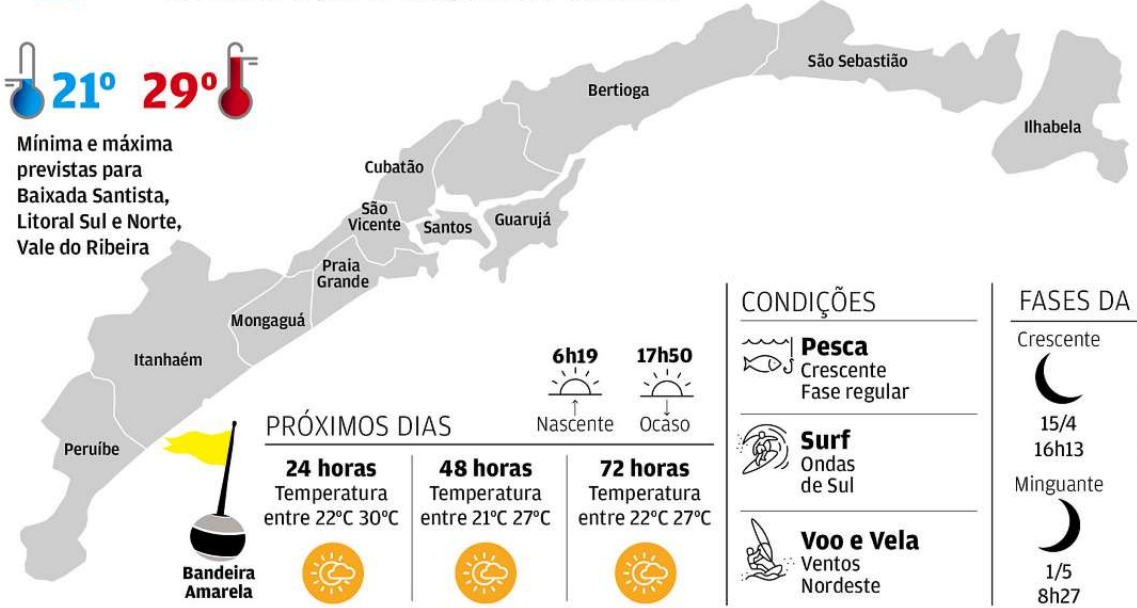 21º 29º
Mínima e máxima
previstas para
Baixada Santista,
Litoral Sul e Norte,
Vale do Ribeira
São Sebastião
Bertioga
Ilhabela
Cubatão
São
Vicente
Santos
Guarujá
Praia
Grande
Mongaguá
Itanhaém
Peruíbe
Bandeira
Amarela
6h19
Nascente
17h50
Ocaso
PRÓXIMOS DIAS
24 horas
Temperatura
entre 22ºC 30ºC
48 horas
Temperatura
entre 21ºC 27ºC
72 horas
Temperatura
entre 22ºC 27ºC
CONDIÇÕES
Pesca
Crescente
Fase regular
Surf
Ondas
de Sul
Voo e Vela
Ventos
Nordeste
FASES DA
Crescente
15/4
16h13
Minguante
1/5
8h27